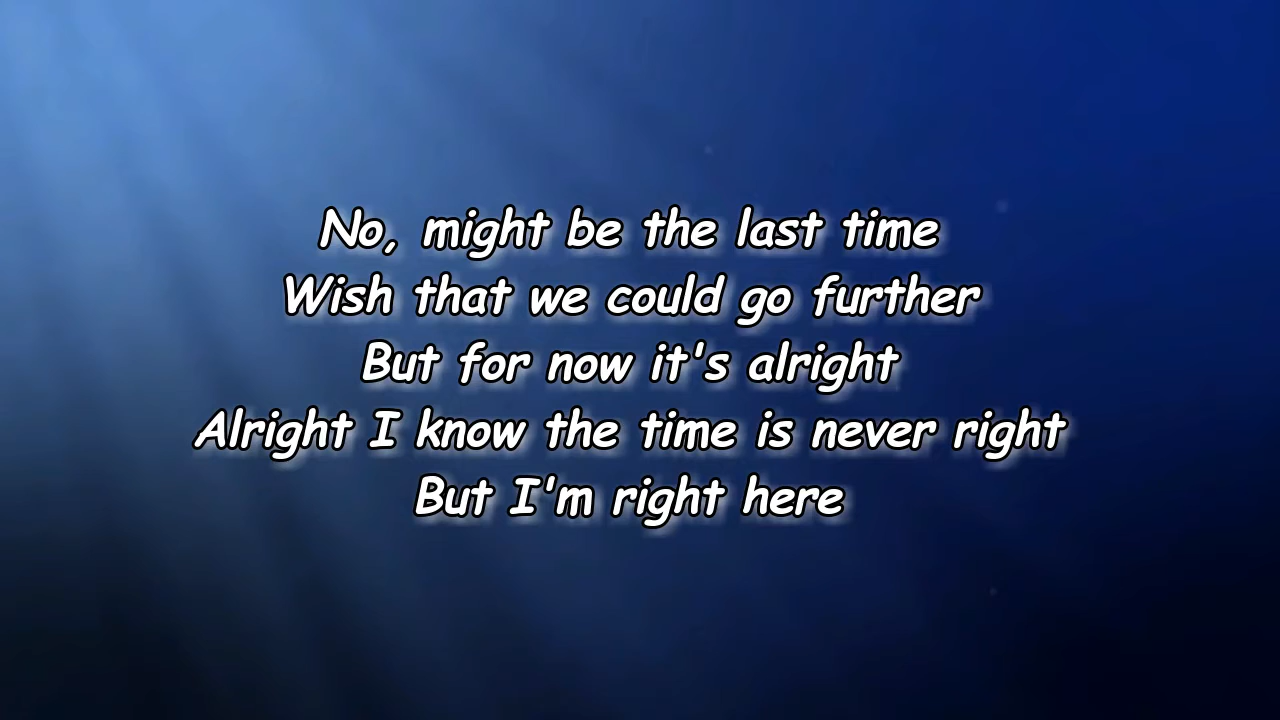 No, might be the last time
Wish that we could go further
But for now it's alright
Alright I know the time is never right
But I'm right here